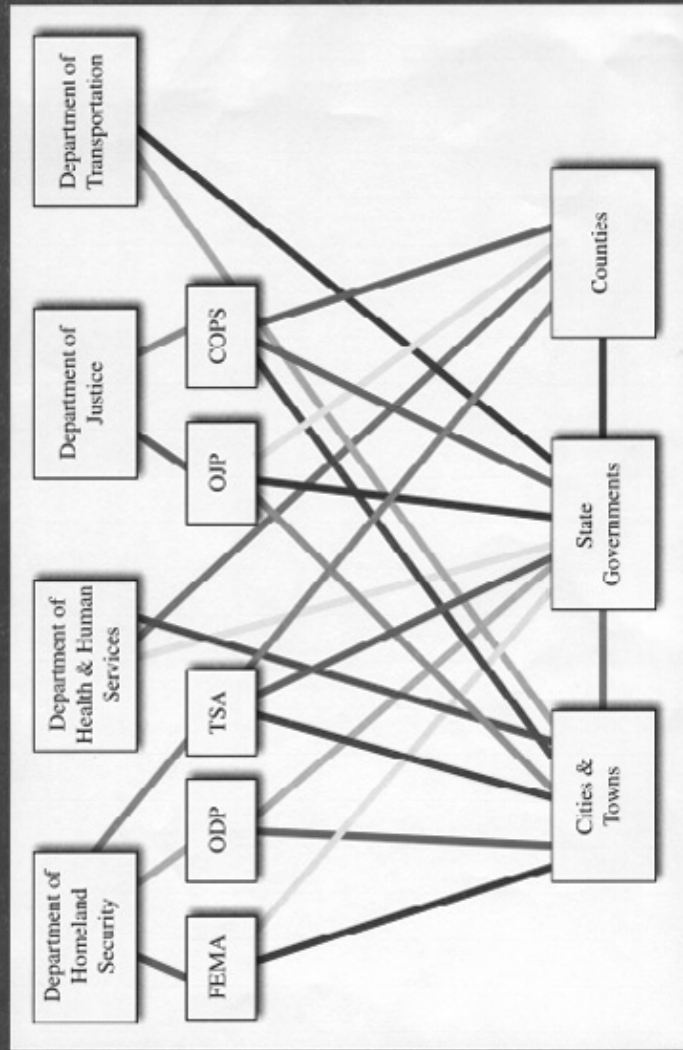 Department of
Homeland
Security
Department of
Health & Human
Services
Department of
Justice
Department of
Transportation
FEMA
ODP
TSA
OJP
COPS
Cities &
Towns
State
Governments
Counties